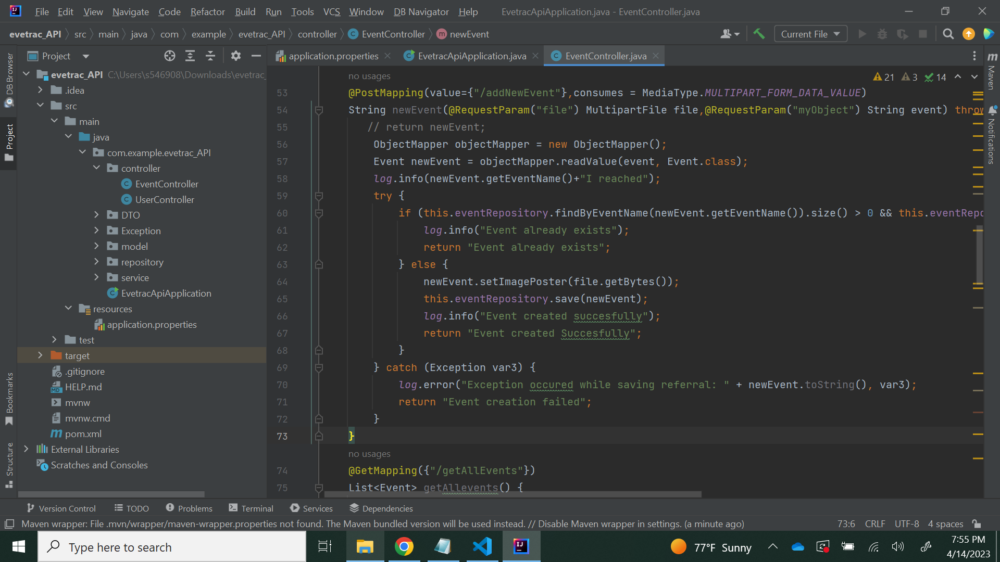 File Edit View Navigate Code Refactor Build Run Tools VCS Window DB Navigator Help EvetracApiApplication.java - EventController.java
evetrac_API src main java com example evetrac_API controller EventController newEvent Current File
Project
application.properties EvetracApiApplication.java EventController.java
DB Browser
Project
Bookmarks
Structure
evetrac_API C:\Users\s546908\Downloads\evetrac_
.idea
src
main
java
com.example.evetrac_API
controller
EventController
UserController
DTO
Exception
model
repository
service
EvetracApiApplication
resources
application.properties
test
target
.gitignore
HELP.md
mvnw
mvnw.cmd
pom.xml
External Libraries
Scratches and Consoles
21 3 14
no usages
53 @PostMapping(value={"/addNewEvent"},consumes = MediaType.MULTIPART_FORM_DATA_VALUE)
54 String newEvent(@RequestParam("file") MultipartFile file,@RequestParam("myObject") String event) throw
55 // return newEvent;
56 ObjectMapper objectMapper = new ObjectMapper();
57 Event newEvent = objectMapper.readValue(event, Event.class);
58 log.info(newEvent.getEventName()+"I reached");
59 try {
60 if (this.eventRepository.findByEventName(newEvent.getEventName()).size() > 0 && this.eventRepo
61 log.info("Event already exists");
62 return "Event already exists";
63 } else {
64 newEvent.setImagePoster(file.getBytes());
65 this.eventRepository.save(newEvent);
66 log.info("Event created succesfully");
67 return "Event created Succesfully";
68 }
69 } catch (Exception var3) {
70 log.error("Exception occured while saving referral: " + newEvent.toString(), var3);
71 return "Event creation failed";
72 }
73 }
no usages
74 @GetMapping({"/getAllEvents"})
75 List<Event> getAllevents() {
Maven
Notifications
Version Control TODO Problems Terminal Services Dependencies
Maven wrapper: File .mvn/wrapper/maven-wrapper.properties not found. The Maven bundled version will be used instead. // Disable Maven wrapper in settings. (a minute ago) 73:6 CRLF UTF-8 4 spaces
Type here to search
77°F Sunny
7:55 PM
4/14/2023